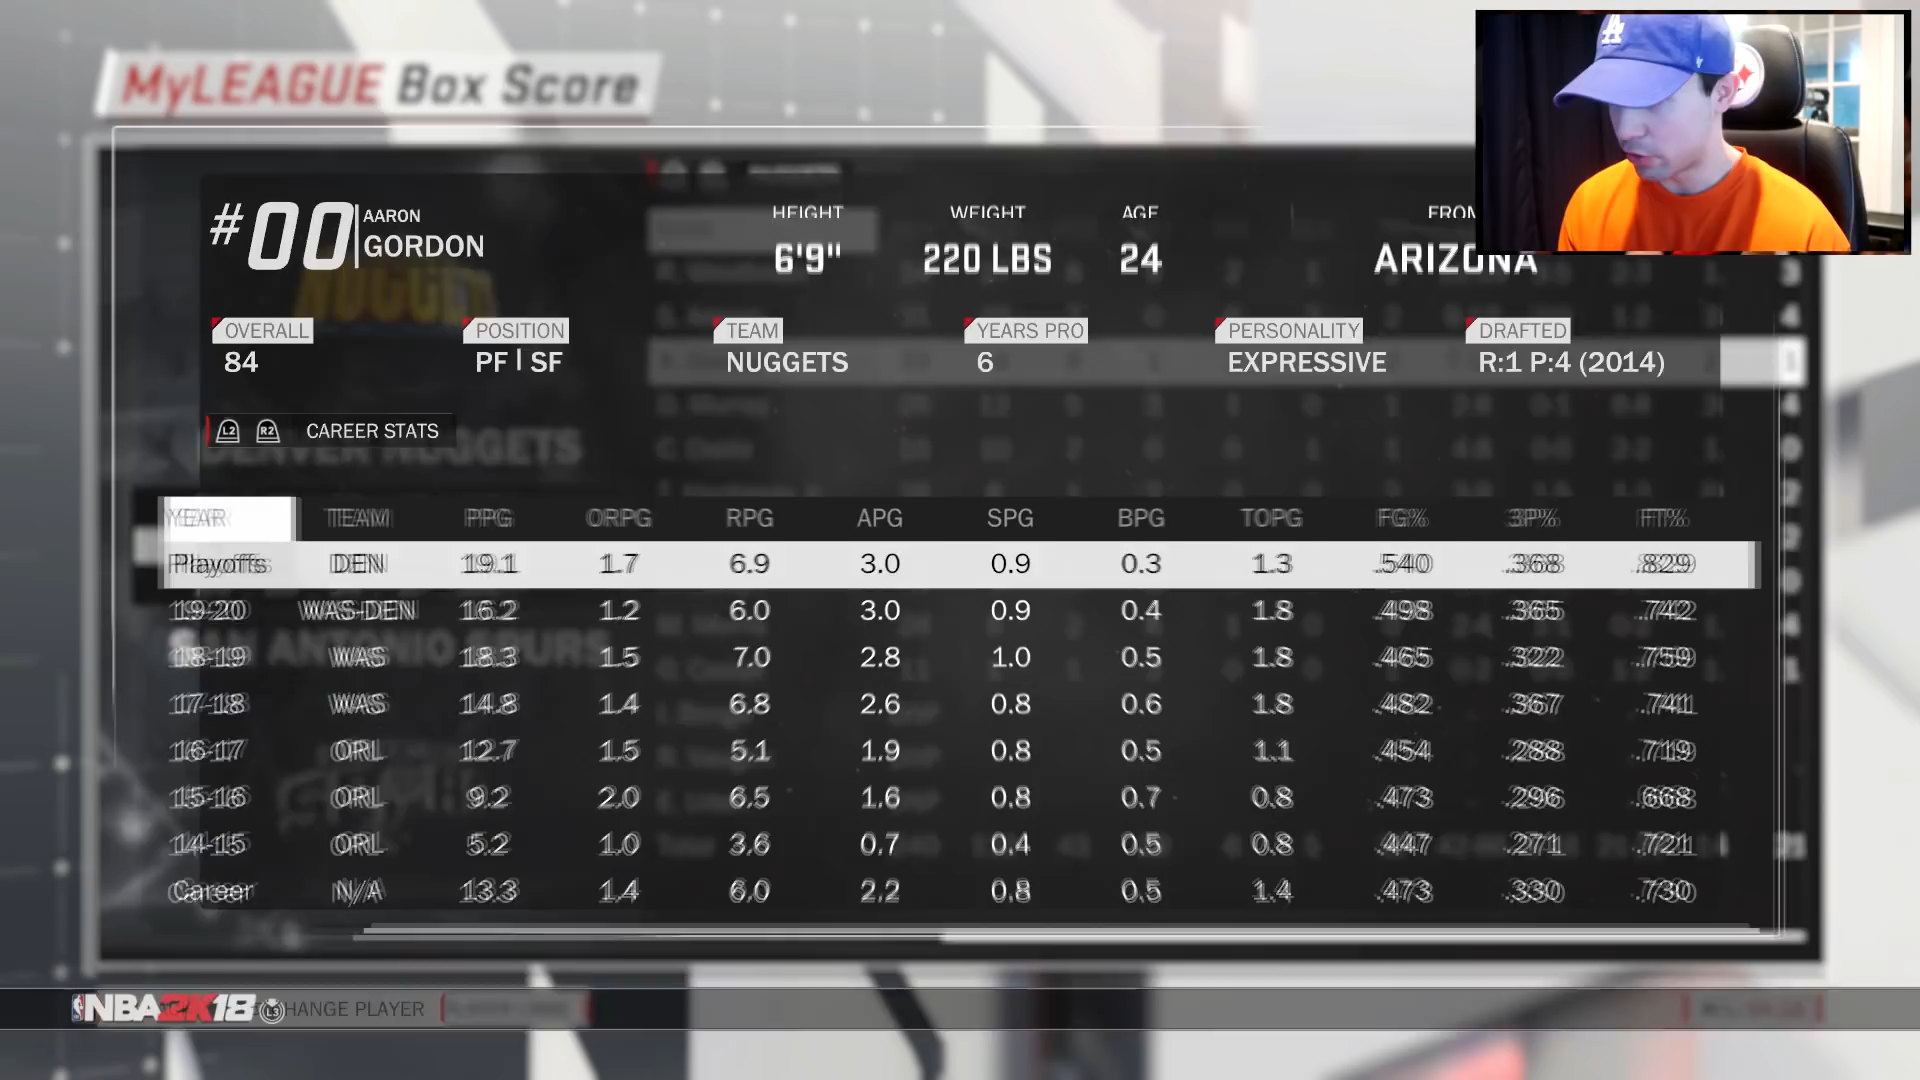 MyLEAGUE Box Score
LA
#00 AARON GORDON
HEIGHT WEIGHT AGE FROM
6'9" 220 LBS 24 ARIZONA
OVERALL POSITION TEAM YEARS PRO PERSONALITY DRAFTED
84 PF | SF NUGGETS 6 EXPRESSIVE R:1 P:4 (2014)
L2 R2 CAREER STATS
DENVER NUGGETS
YEAR TEAM PPG ORPG RPG APG SPG BPG TOPG FG% 3P% FT%
Playoffs DEN 19.1 1.7 6.9 3.0 0.9 0.3 1.3 .540 .368 .829
19-20 WAS-DEN 16.2 1.2 6.0 3.0 0.9 0.4 1.8 .498 .365 .742
SAN ANTONIO SPURS
18-19 WAS 18.3 1.5 7.0 2.8 1.0 0.5 1.8 .465 .322 .759
17-18 WAS 14.8 1.4 6.8 2.6 0.8 0.6 1.8 .482 .367 .741
16-17 ORL 12.7 1.5 5.1 1.9 0.8 0.5 1.1 .454 .288 .719
15-16 ORL 9.2 2.0 6.5 1.6 0.8 0.7 0.8 .473 .296 .668
14-15 ORL 5.2 1.0 3.6 0.7 0.4 0.5 0.8 .447 .271 .721
Career N/A 13.3 1.4 6.0 2.2 0.8 0.5 1.4 .473 .330 .730
NBA2K18 L3 CHANGE PLAYER